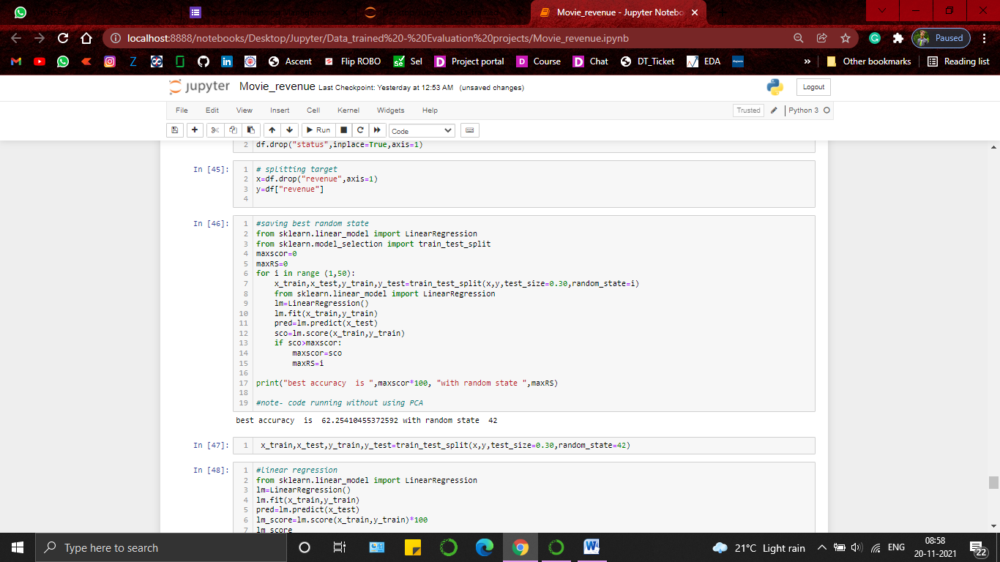 Movie_revenue - Jupyter Notebo
localhost:8888/notebooks/Desktop/Jupyter/Data_trained%20-%20Evaluation%20projects/Movie_revenue.ipynb
Paused
Ascent Flip ROBO Sel Project portal Course Chat DT_Ticket EDA » Other bookmarks Reading list
jupyter Movie_revenue Last Checkpoint: Yesterday at 12:53 AM (unsaved changes) Logout
File Edit View Insert Cell Kernel Widgets Help Trusted Python 3
Run Code
2 df.drop("status",inplace=True,axis=1)
In [45]: 1 # splitting target
2 x=df.drop("revenue",axis=1)
3 y=df["revenue"]
4
In [46]: 1 #saving best random state
2 from sklearn.linear_model import LinearRegression
3 from sklearn.model_selection import train_test_split
4 maxscor=0
5 maxRS=0
6 for i in range (1,50):
7 x_train,x_test,y_train,y_test=train_test_split(x,y,test_size=0.30,random_state=i)
8 from sklearn.linear_model import LinearRegression
9 lm=LinearRegression()
10 lm.fit(x_train,y_train)
11 pred=lm.predict(x_test)
12 sco=lm.score(x_train,y_train)
13 if sco>maxscor:
14 maxscor=sco
15 maxRS=i
16
17 print("best accuracy  is ",maxscor*100, "with random state ",maxRS)
18
19 #note- code running without using PCA
best accuracy  is  62.25410455372592 with random state  42
In [47]: 1 x_train,x_test,y_train,y_test=train_test_split(x,y,test_size=0.30,random_state=42)
In [48]: 1 #linear regression
2 from sklearn.linear_model import LinearRegression
3 lm=LinearRegression()
4 lm.fit(x_train,y_train)
5 pred=lm.predict(x_test)
6 lm_score=lm.score(x_train,y_train)*100
7 lm_score
Type here to search
21°C Light rain ENG 08:58
20-11-2021 22